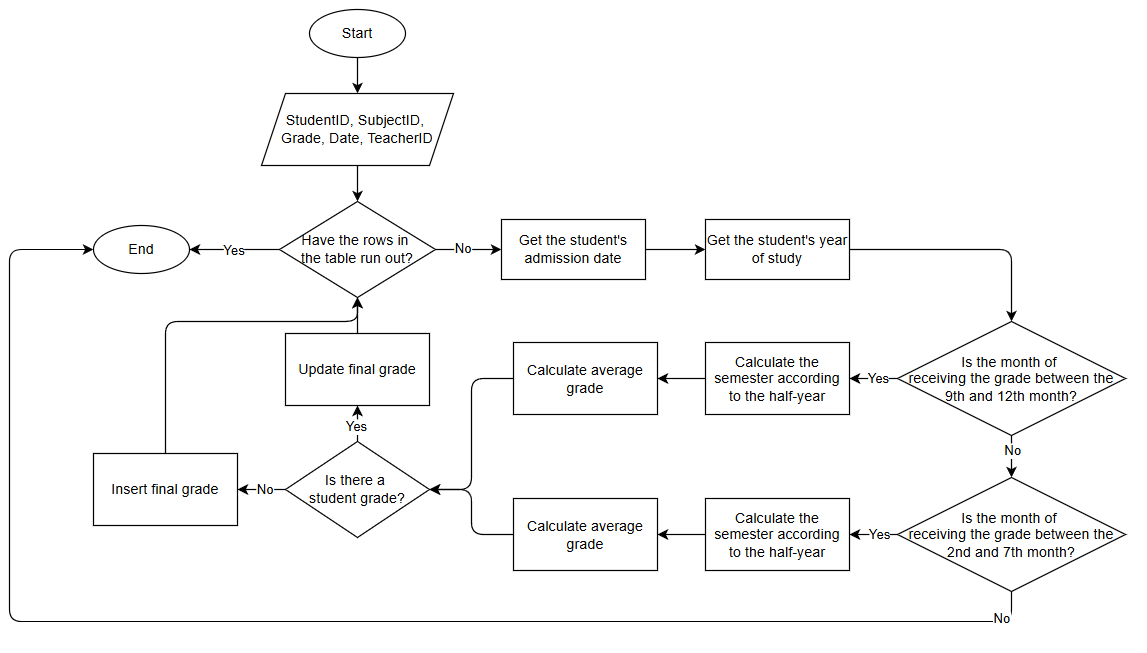 Start
StudentID, SubjectID,
Grade, Date, TeacherID
Have the rows in
the table run out?
Yes
End
No
Get the student's
admission date
Get the student's year
of study
Is the month of
receiving the grade between the
9th and 12th month?
Yes
Calculate the
semester according
to the half-year
Calculate average
grade
Update final grade
Yes
No
Is there a
student grade?
No
Insert final grade
Is the month of
receiving the grade between the
2nd and 7th month?
Yes
Calculate the
semester according
to the half-year
Calculate average
grade
No